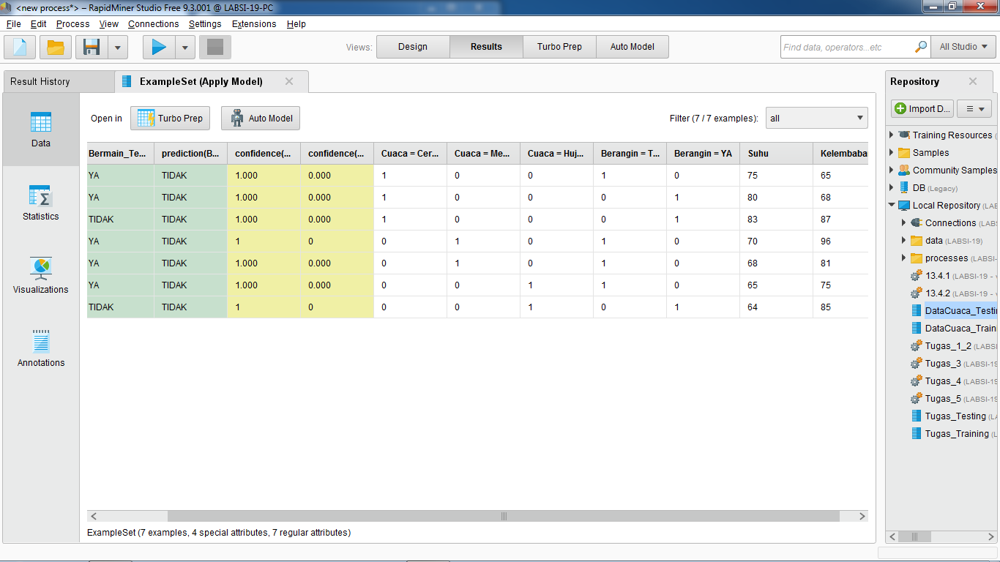 <new process*> – RapidMiner Studio Free 9.3.001 @ LABSI-19-PC
File Edit Process View Connections Settings Extensions Help
Views: Design Results Turbo Prep Auto Model Find data, operators...etc All Studio
Result History ExampleSet (Apply Model)
Repository
Data
Statistics
Visualizations
Annotations
Open in Turbo Prep Auto Model Filter (7 / 7 examples): all
Bermain_Te... prediction(B... confidence(... confidence(... Cuaca = Cer... Cuaca = Me... Cuaca = Huj... Berangin = T... Berangin = YA Suhu Kelembaba
YA TIDAK 1.000 0.000 1 0 0 1 0 75 65
YA TIDAK 1.000 0.000 1 0 0 0 1 80 68
TIDAK TIDAK 1.000 0.000 1 0 0 0 1 83 87
YA TIDAK 1 0 0 1 0 1 0 70 96
YA TIDAK 1.000 0.000 0 1 0 1 0 68 81
YA TIDAK 1.000 0.000 0 0 1 1 0 65 75
TIDAK TIDAK 1 0 0 0 1 0 1 64 85
ExampleSet (7 examples, 4 special attributes, 7 regular attributes)
Import D...
Training Resources (
Samples
Community Samples
DB (Legacy)
Local Repository (LAB
Connections (LABS
data (LABSI-19)
processes (LABSI-
13.4.1 (LABSI-19 - v
13.4.2 (LABSI-19 - v
DataCuaca_Testi
DataCuaca_Train
Tugas_1_2 (LABSI
Tugas_3 (LABSI-19
Tugas_4 (LABSI-19
Tugas_5 (LABSI-19
Tugas_Testing (LA
Tugas_Training (L